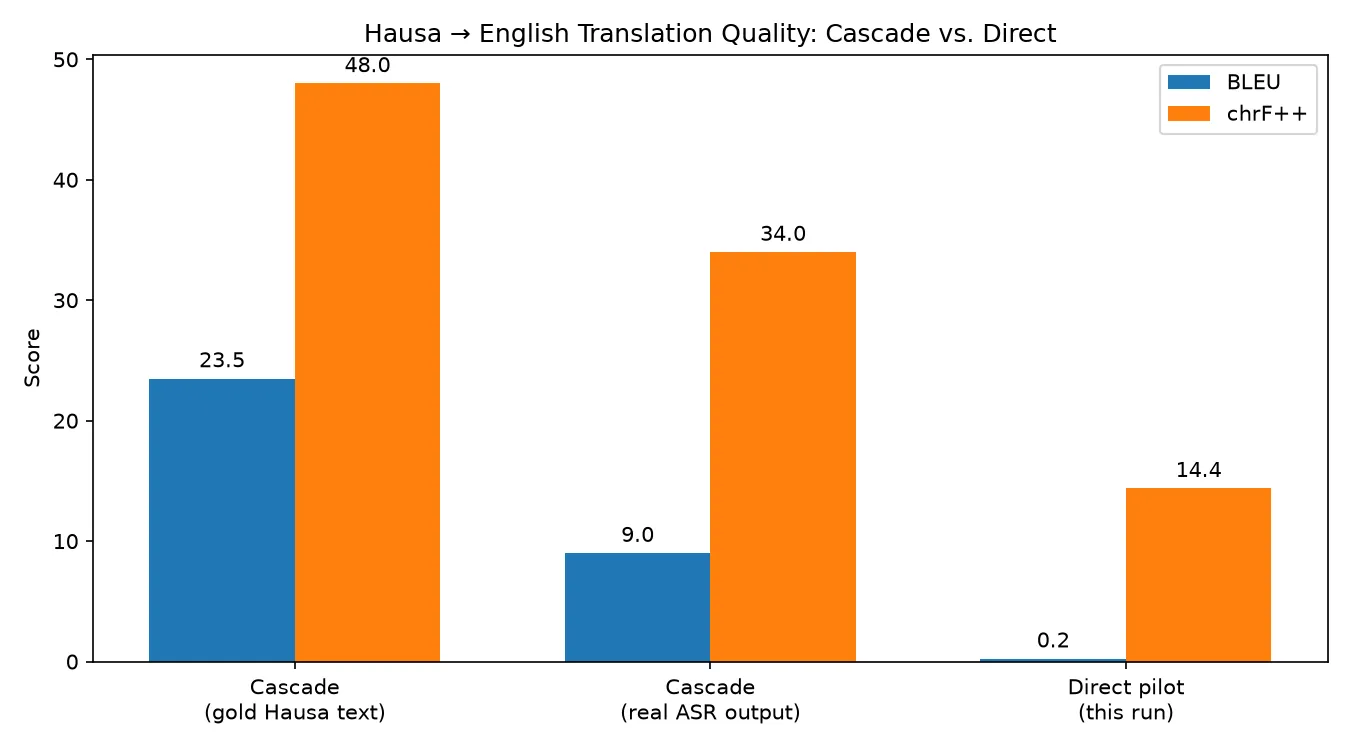 Hausa → English Translation Quality: Cascade vs. Direct
BLEU
chrF++
Score
50
40
30
20
10
0
23.5
48.0
9.0
34.0
0.2
14.4
Cascade
(gold Hausa text)
Cascade
(real ASR output)
Direct pilot
(this run)